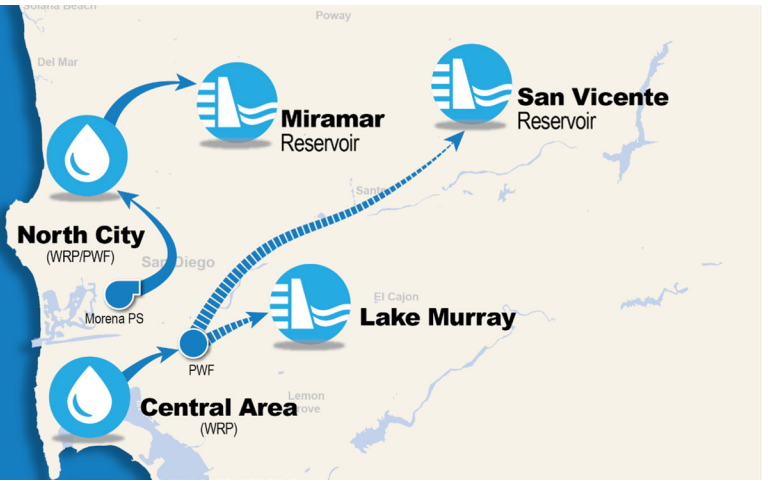 Solana Beach
Poway
Del Mar
San Vicente
Reservoir
Miramar
Reservoir
Santee
North City
(WRP/PWF)
San Diego
El Cajon
Morena PS
Lake Murray
PWF
Lemon
Central Area
(WRP)